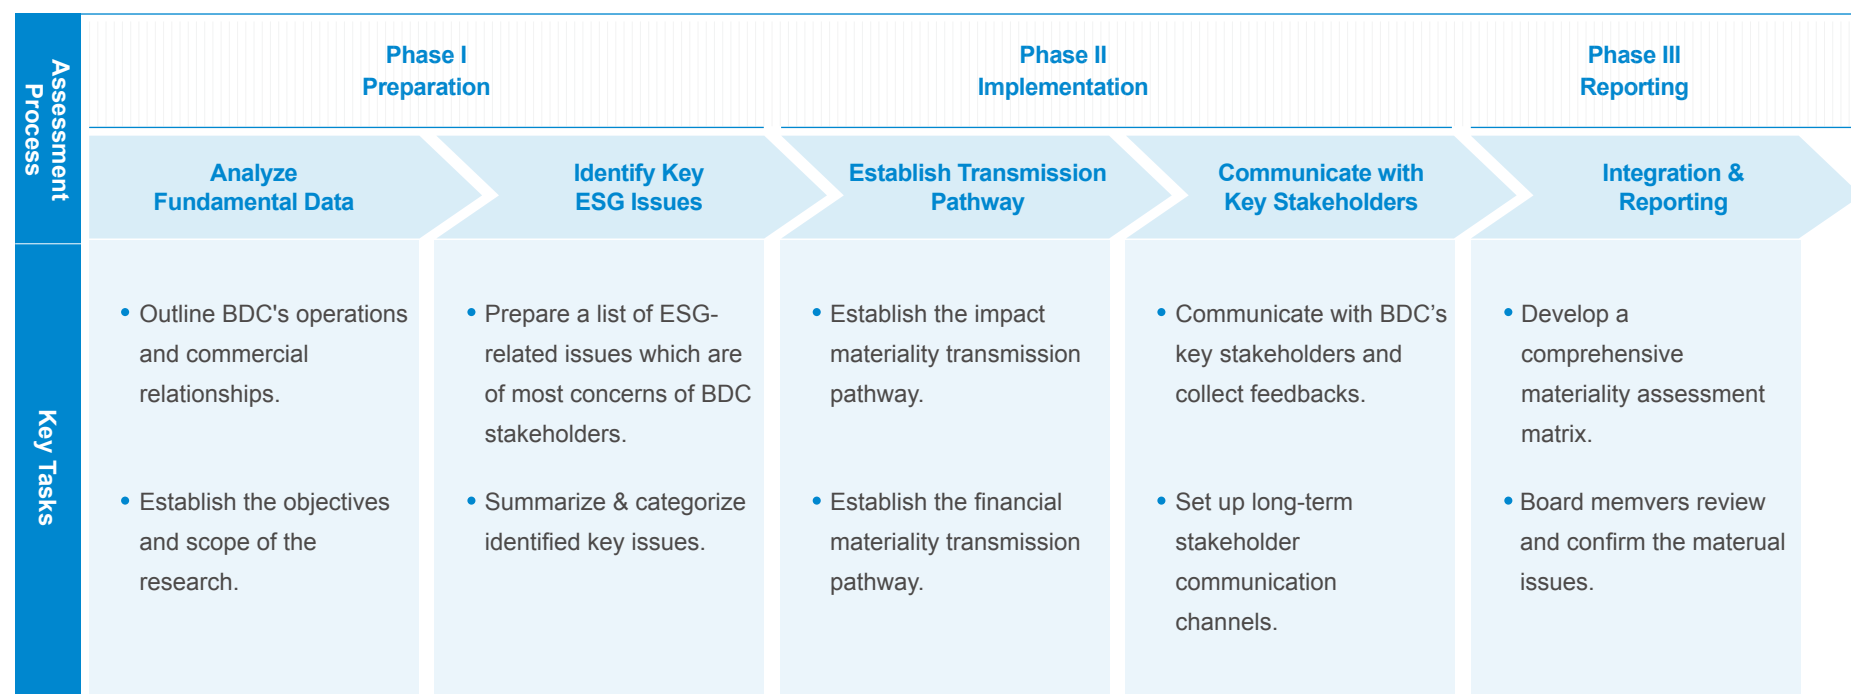 Assessment
Process
Phase I
Preparation
Phase II
Implementation
Phase III
Reporting
Analyze
Fundamental Data
Identify Key
ESG Issues
Establish Transmission
Pathway
Communicate with
Key Stakeholders
Integration &
Reporting
Key Tasks
• Outline BDC's operations
and commercial
relationships.
• Establish the objectives
and scope of the
research.
• Prepare a list of ESG-
related issues which are
of most concerns of BDC
stakeholders.
• Summarize & categorize
identified key issues.
• Establish the impact
materiality transmission
pathway.
• Establish the financial
materiality transmission
pathway.
• Communicate with BDC’s
key stakeholders and
collect feedbacks.
• Set up long-term
stakeholder
communication
channels.
• Develop a
comprehensive
materiality assessment
matrix.
• Board memvers review
and confirm the materual
issues.